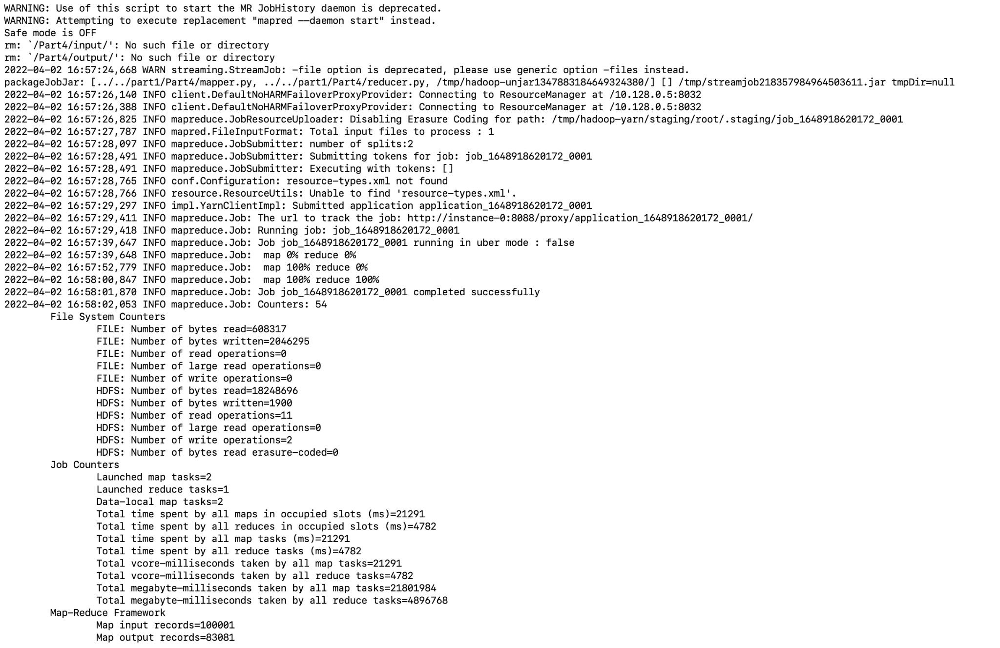 WARNING: Use of this script to start the MR JobHistory daemon is deprecated.
WARNING: Attempting to execute replacement "mapred --daemon start" instead.
Safe mode is OFF
rm: `/Part4/input/': No such file or directory
rm: `/Part4/output/': No such file or directory
2022-04-02 16:57:24,668 WARN streaming.StreamJob: -file option is deprecated, please use generic option -files instead.
packageJobJar: [../../part1/Part4/mapper.py, ../../part1/Part4/reducer.py, /tmp/hadoop-unjar1347883184649324380/] [] /tmp/streamjob218357984964503611.jar tmpDir=null
2022-04-02 16:57:26,140 INFO client.DefaultNoHARMFailoverProxyProvider: Connecting to ResourceManager at /10.128.0.5:8032
2022-04-02 16:57:26,388 INFO client.DefaultNoHARMFailoverProxyProvider: Connecting to ResourceManager at /10.128.0.5:8032
2022-04-02 16:57:26,825 INFO mapreduce.JobResourceUploader: Disabling Erasure Coding for path: /tmp/hadoop-yarn/staging/root/.staging/job_1648918620172_0001
2022-04-02 16:57:27,787 INFO mapred.FileInputFormat: Total input files to process : 1
2022-04-02 16:57:28,097 INFO mapreduce.JobSubmitter: number of splits:2
2022-04-02 16:57:28,491 INFO mapreduce.JobSubmitter: Submitting tokens for job: job_1648918620172_0001
2022-04-02 16:57:28,491 INFO mapreduce.JobSubmitter: Executing with tokens: []
2022-04-02 16:57:28,765 INFO conf.Configuration: resource-types.xml not found
2022-04-02 16:57:28,766 INFO resource.ResourceUtils: Unable to find 'resource-types.xml'.
2022-04-02 16:57:29,297 INFO impl.YarnClientImpl: Submitted application application_1648918620172_0001
2022-04-02 16:57:29,411 INFO mapreduce.Job: The url to track the job: http://instance-0:8088/proxy/application_1648918620172_0001/
2022-04-02 16:57:29,418 INFO mapreduce.Job: Running job: job_1648918620172_0001
2022-04-02 16:57:39,647 INFO mapreduce.Job: Job job_1648918620172_0001 running in uber mode : false
2022-04-02 16:57:39,648 INFO mapreduce.Job:  map 0% reduce 0%
2022-04-02 16:57:52,779 INFO mapreduce.Job:  map 100% reduce 0%
2022-04-02 16:58:00,847 INFO mapreduce.Job:  map 100% reduce 100%
2022-04-02 16:58:01,870 INFO mapreduce.Job: Job job_1648918620172_0001 completed successfully
2022-04-02 16:58:02,053 INFO mapreduce.Job: Counters: 54
File System Counters
FILE: Number of bytes read=608317
FILE: Number of bytes written=2046295
FILE: Number of read operations=0
FILE: Number of large read operations=0
FILE: Number of write operations=0
HDFS: Number of bytes read=18248696
HDFS: Number of bytes written=1900
HDFS: Number of read operations=11
HDFS: Number of large read operations=0
HDFS: Number of write operations=2
HDFS: Number of bytes read erasure-coded=0
Job Counters
Launched map tasks=2
Launched reduce tasks=1
Data-local map tasks=2
Total time spent by all maps in occupied slots (ms)=21291
Total time spent by all reduces in occupied slots (ms)=4782
Total time spent by all map tasks (ms)=21291
Total time spent by all reduce tasks (ms)=4782
Total vcore-milliseconds taken by all map tasks=21291
Total vcore-milliseconds taken by all reduce tasks=4782
Total megabyte-milliseconds taken by all map tasks=21801984
Total megabyte-milliseconds taken by all reduce tasks=4896768
Map-Reduce Framework
Map input records=100001
Map output records=83081